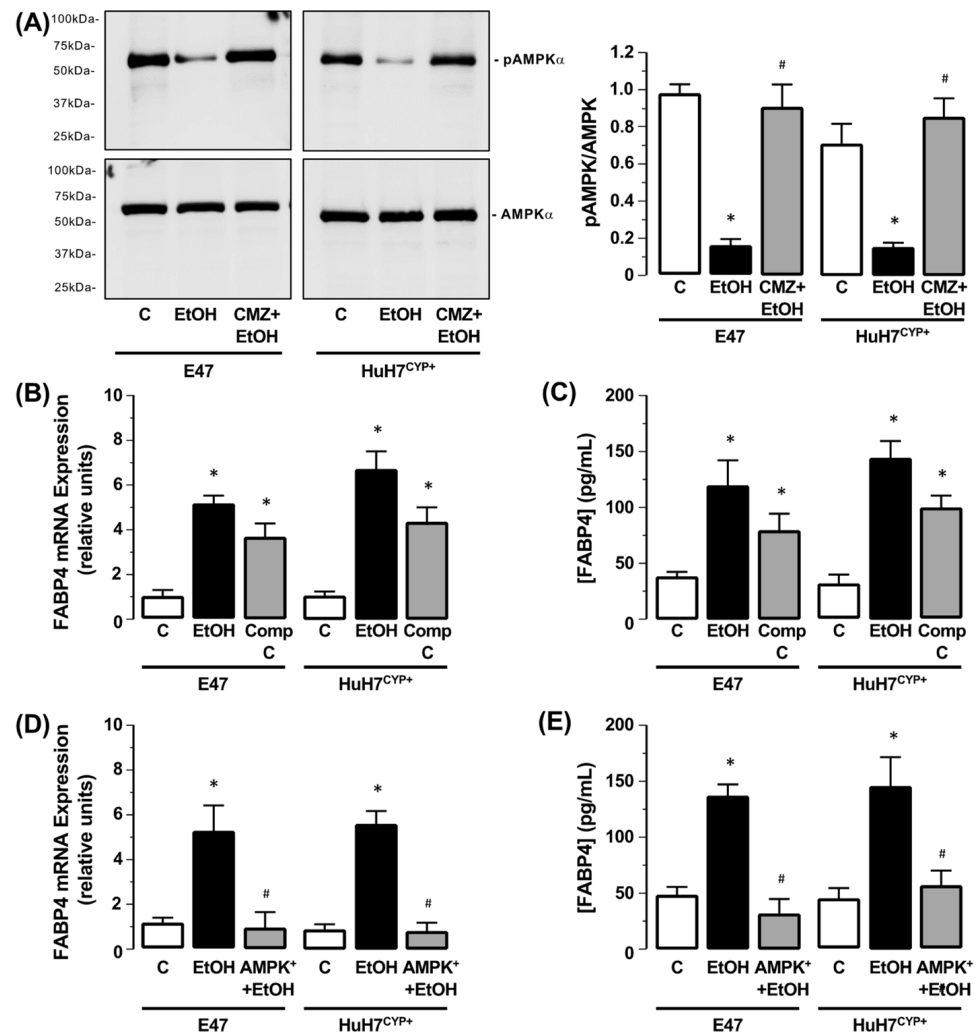 (A)
100kDa-
75kDa-
50kDa-
37kDa-
25kDa-
- pAMPKα
100kDa-
75kDa-
50kDa-
37kDa-
25kDa-
- AMPKα
C EtOH CMZ+ EtOH C EtOH CMZ+ EtOH
E47 HuH7CYP+
pAMPK/AMPK
1.2
1.0
0.8
0.6
0.4
0.2
0
* # * #
C EtOH CMZ+ EtOH C EtOH CMZ+ EtOH
E47 HuH7CYP+
(B)
FABP4 mRNA Expression
(relative units)
10
8
6
4
2
0
* * * *
C EtOH Comp C C EtOH Comp C
E47 HuH7CYP+
(C)
[FABP4] (pg/mL)
200
150
100
50
0
* * * *
C EtOH Comp C C EtOH Comp C
E47 HuH7CYP+
(D)
FABP4 mRNA Expression
(relative units)
10
8
6
4
2
0
* # * #
C EtOH AMPK+ +EtOH C EtOH AMPK+ +EtOH
E47 HuH7CYP+
(E)
[FABP4] (pg/mL)
200
150
100
50
0
* # * #
C EtOH AMPK+ +EtOH C EtOH AMPK+ +EtOH
E47 HuH7CYP+